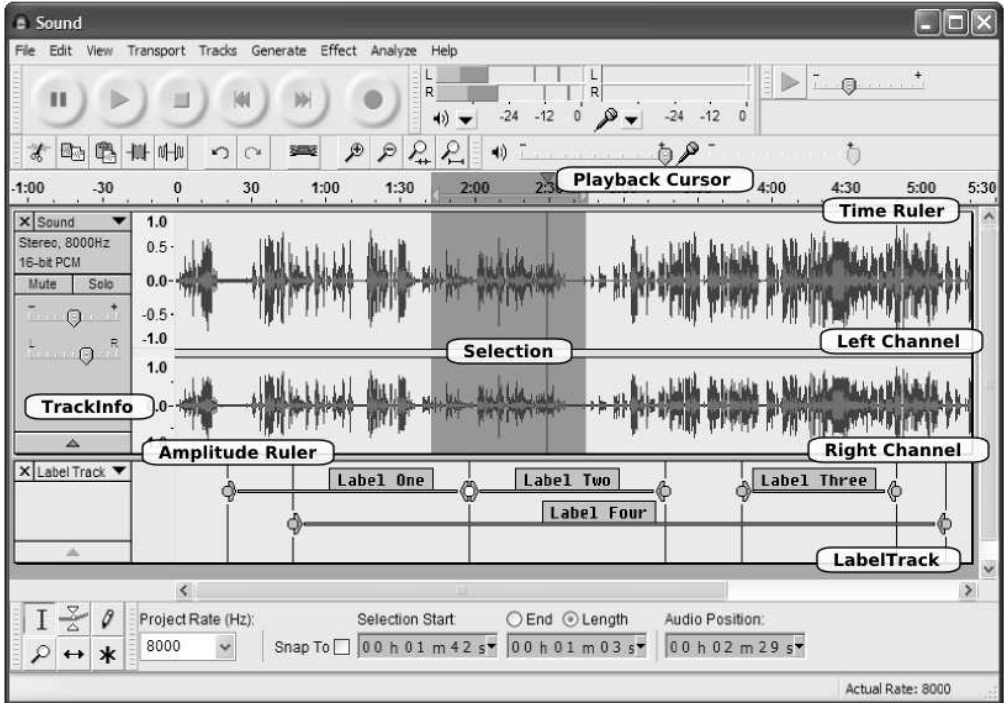 Sound
File Edit View Transport Tracks Generate Effect Analyze Help
L
R
-24 -12 0
L
R
-24 -12 0
- +
- +
- +
-1:00 -30 0 30 1:00 1:30 2:00 2:30 4:00 4:30 5:00 5:30
Playback Cursor
Time Ruler
X Sound
Stereo, 8000Hz
16-bit PCM
Mute Solo
- +
L R
1.0
0.5
0.0
-0.5
-1.0
Left Channel
Selection
1.0
TrackInfo
0.0
Amplitude Ruler
Right Channel
X Label Track
Label One Label Two Label Three
Label Four
LabelTrack
Project Rate (Hz):
8000
Snap To
Selection Start
End Length
Audio Position:
00 h 01 m 42 s
00 h 01 m 03 s
00 h 02 m 29 s
Actual Rate: 8000